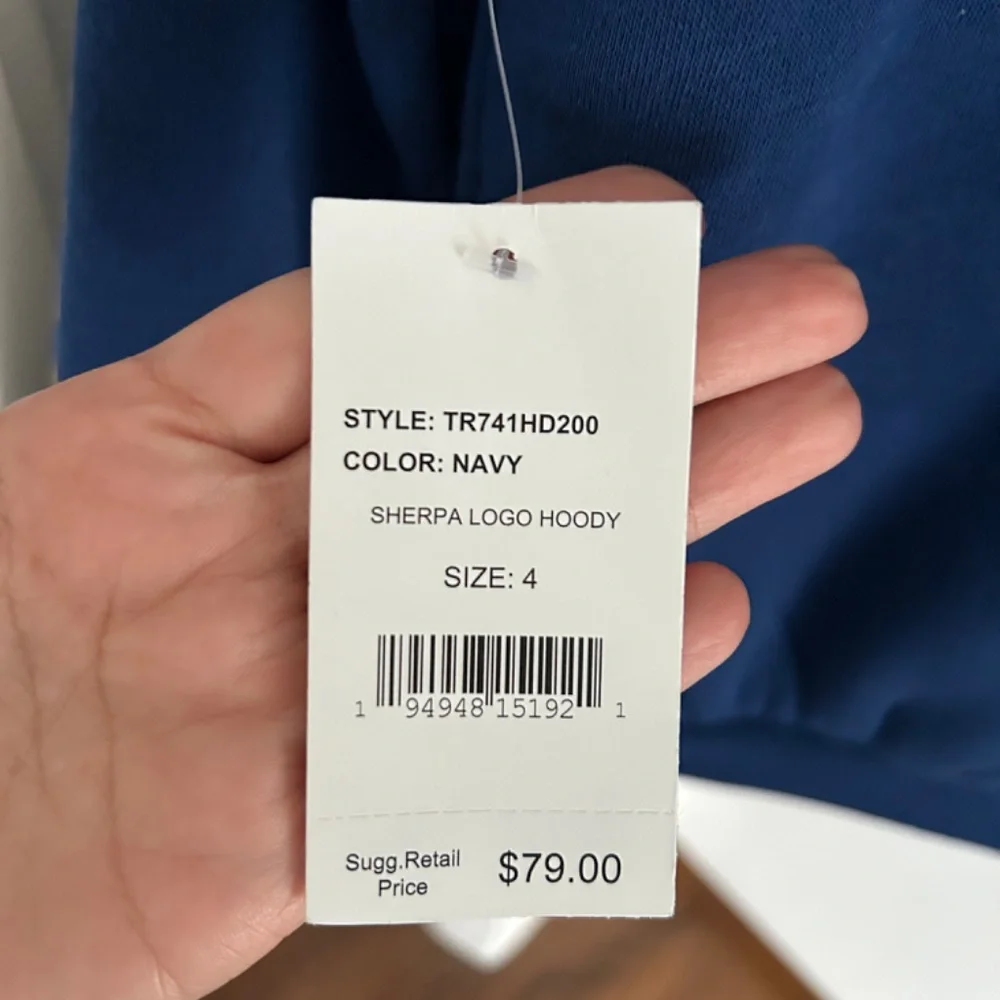 STYLE: TR741HD200
COLOR: NAVY
SHERPA LOGO HOODY
SIZE: 4
1 94948 15192 1
Sugg.Retail Price $79.00